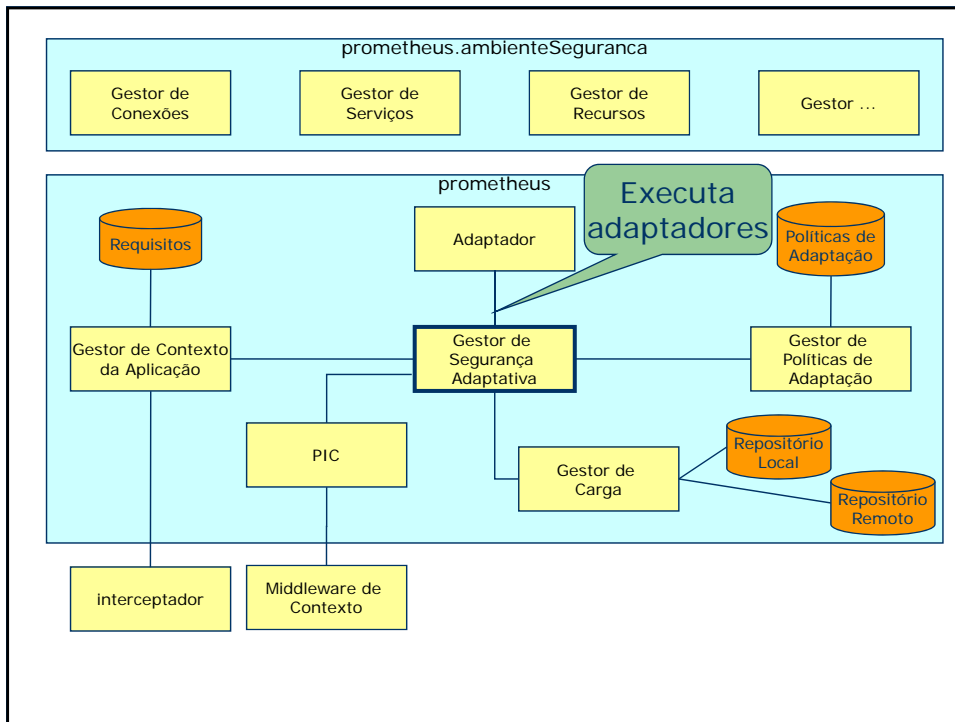 prometheus.ambienteSeguranca
Gestor de
Conexões
Gestor de
Serviços
Gestor de
Recursos
Gestor ...
prometheus
Executa
adaptadores
Requisitos
Adaptador
Políticas de
Adaptação
Gestor de Contexto
da Aplicação
Gestor de
Segurança
Adaptativa
Gestor de
Políticas de
Adaptação
PIC
Gestor de
Carga
Repositório
Local
Repositório
Remoto
interceptador
Middleware de
Contexto